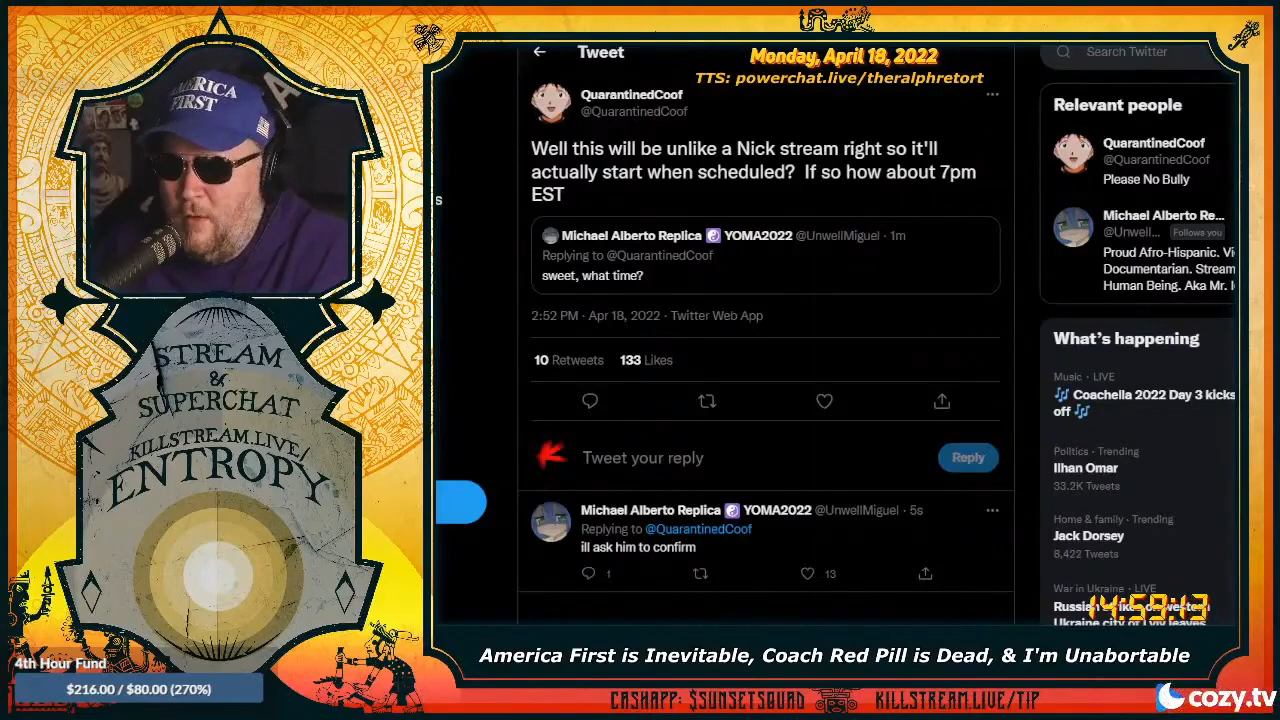 AMERICA
FIRST
A
STREAM
&
SUPERCHAT
KILLSTREAM.LIVE/
ENTROPY
4th Hour Fund
$216.00 / $80.00 (270%)
Tweet
Monday, April 18, 2022
TTS: powerchat.live/theralphretort
QuarantinedCoof
@QuarantinedCoof
Well this will be unlike a Nick stream right so it'll
actually start when scheduled? If so how about 7pm
EST
Michael Alberto Replica ☯️ YOMA2022 @UnwellMiguel · 1m
Replying to @QuarantinedCoof
sweet, what time?
2:52 PM · Apr 18, 2022 · Twitter Web App
10 Retweets 133 Likes
Tweet your reply
Reply
Michael Alberto Replica ☯️ YOMA2022 @UnwellMiguel · 5s
Replying to @QuarantinedCoof
ill ask him to confirm
1 13
s
Search Twitter
Relevant people
QuarantinedCoof
@QuarantinedCoof
Please No Bully
Michael Alberto Re...
@Unwell... Follows you
Proud Afro-Hispanic. Vi
Documentarian. Stream
Human Being. Aka Mr.
What's happening
Music · LIVE
🎶 Coachella 2022 Day 3 kicks
off 🎶
Politics · Trending
Ilhan Omar
33.2K Tweets
Home & family · Trending
Jack Dorsey
8,422 Tweets
War in Ukraine · LIVE
14:59:13
Ukraine city of Lviv leaves
America First is Inevitable, Coach Red Pill is Dead, & I'm Unabortable
CASHAPP: $SUNSETSQUAD KILLSTREAM.LIVE/TIP
cozy.tv